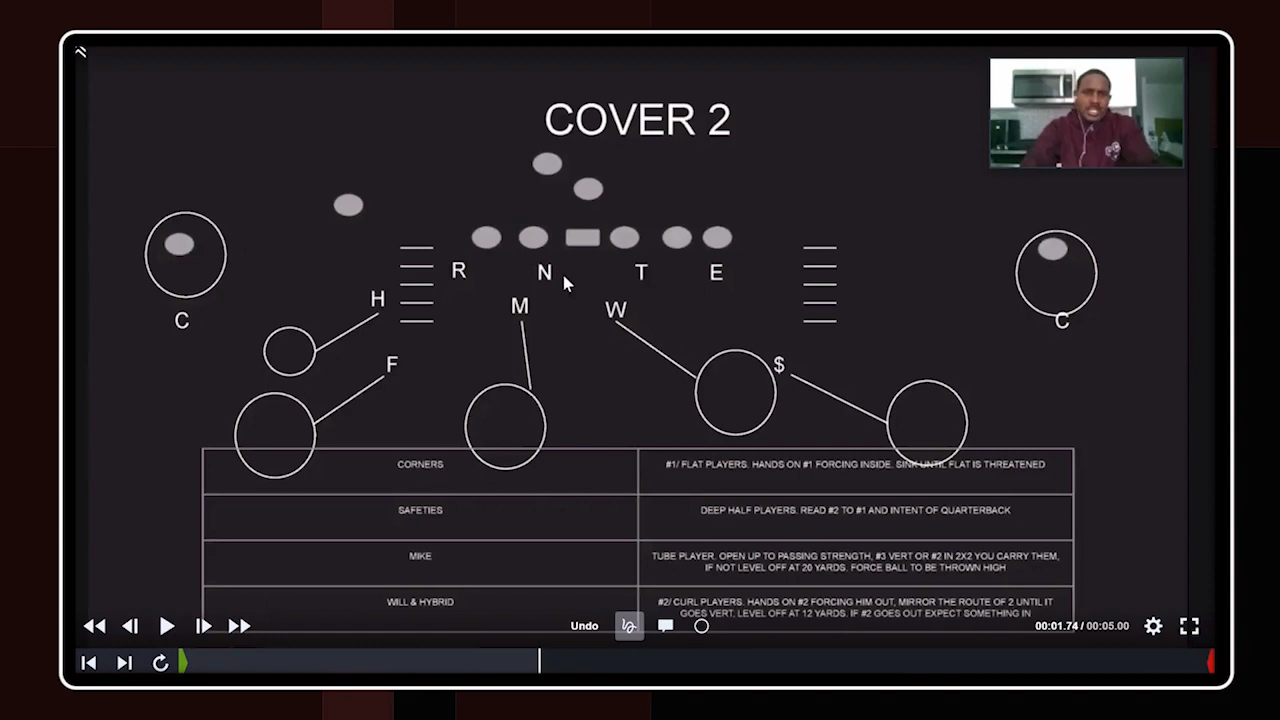 COVER 2
R N T E
H M W
C C
F $
CORNERS
#1/ FLAT PLAYERS. HANDS ON #1 FORCING INSIDE. SINK UNTIL FLAT IS THREATENED
SAFETIES
DEEP HALF PLAYERS. READ #2 TO #1 AND INTENT OF QUARTERBACK
MIKE
TUBE PLAYER. OPEN UP TO PASSING STRENGTH, #3 VERT OR #2 IN 2X2 YOU CARRY THEM,
IF NOT LEVEL OFF AT 20 YARDS. FORCE BALL TO BE THROWN HIGH
WILL & HYBRID
#2/ CURL PLAYERS. HANDS ON #2 FORCING HIM OUT, MIRROR THE ROUTE OF 2 UNTIL IT
GOES VERT, LEVEL OFF AT 12 YARDS. IF #2 GOES OUT EXPECT SOMETHING IN
Undo
00:01.74 / 00:05.00